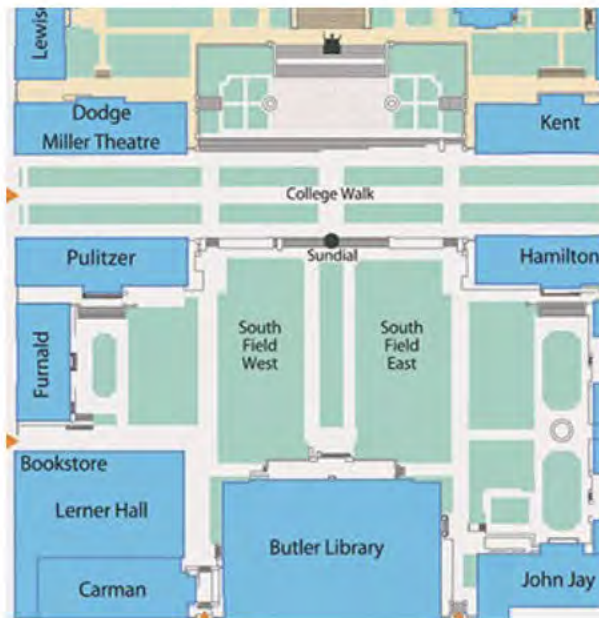 Lewis
Dodge
Miller Theatre
Kent
College Walk
Pulitzer
Sundial
Hamilton
Furnald
South
Field
West
South
Field
East
Bookstore
Lerner Hall
Butler Library
Carman
John Jay